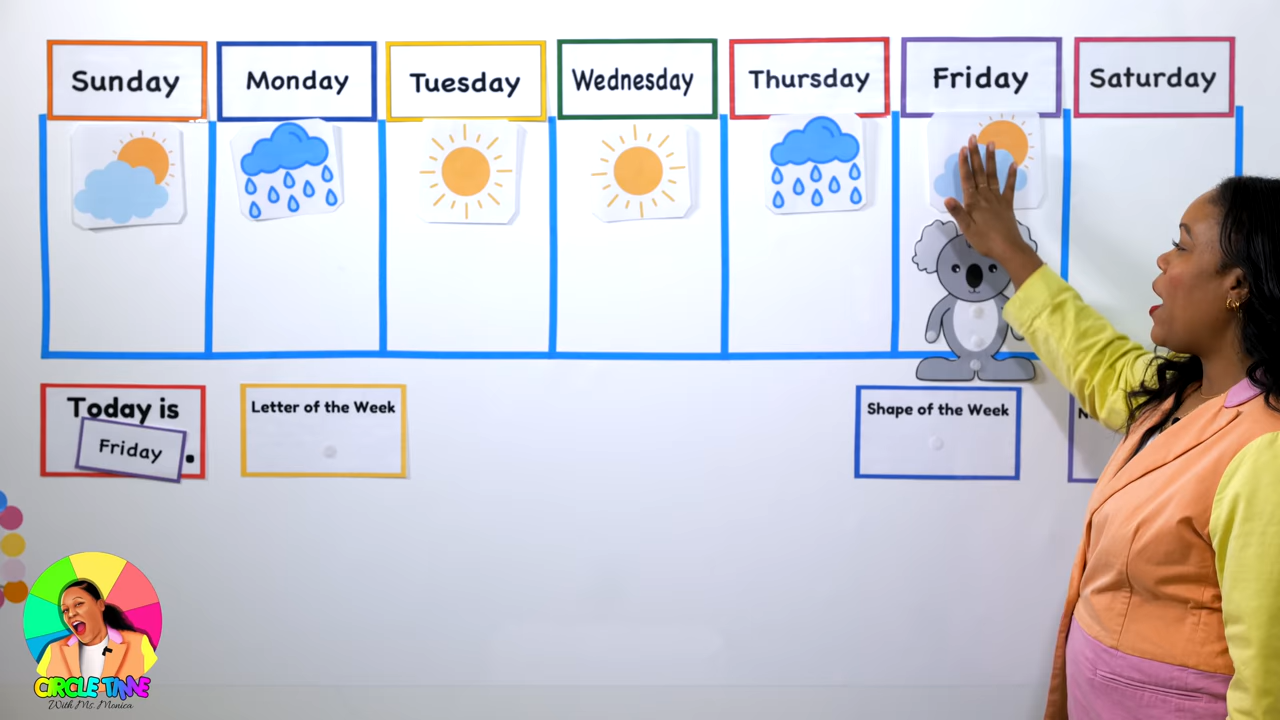 Sunday
Monday
Tuesday
Wednesday
Thursday
Friday
Saturday
Today is
Friday.
Letter of the Week
Shape of the Week
CIRCLE TIME
With Ms. Monica